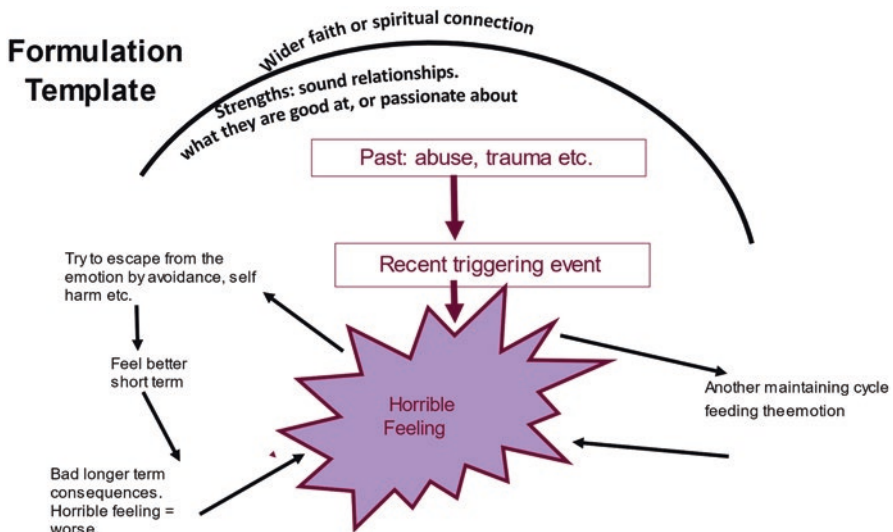 Formulation
Template
Wider faith or spiritual connection
Strengths: sound relationships.
what they are good at, or passionate about
Past: abuse, trauma etc.
Recent triggering event
Try to escape from the
emotion by avoidance, self
harm etc.
Feel better
short term
Bad longer term
consequences.
Horrible feeling =
worse.
Horrible
Feeling
Another maintaining cycle
feeding theemotion